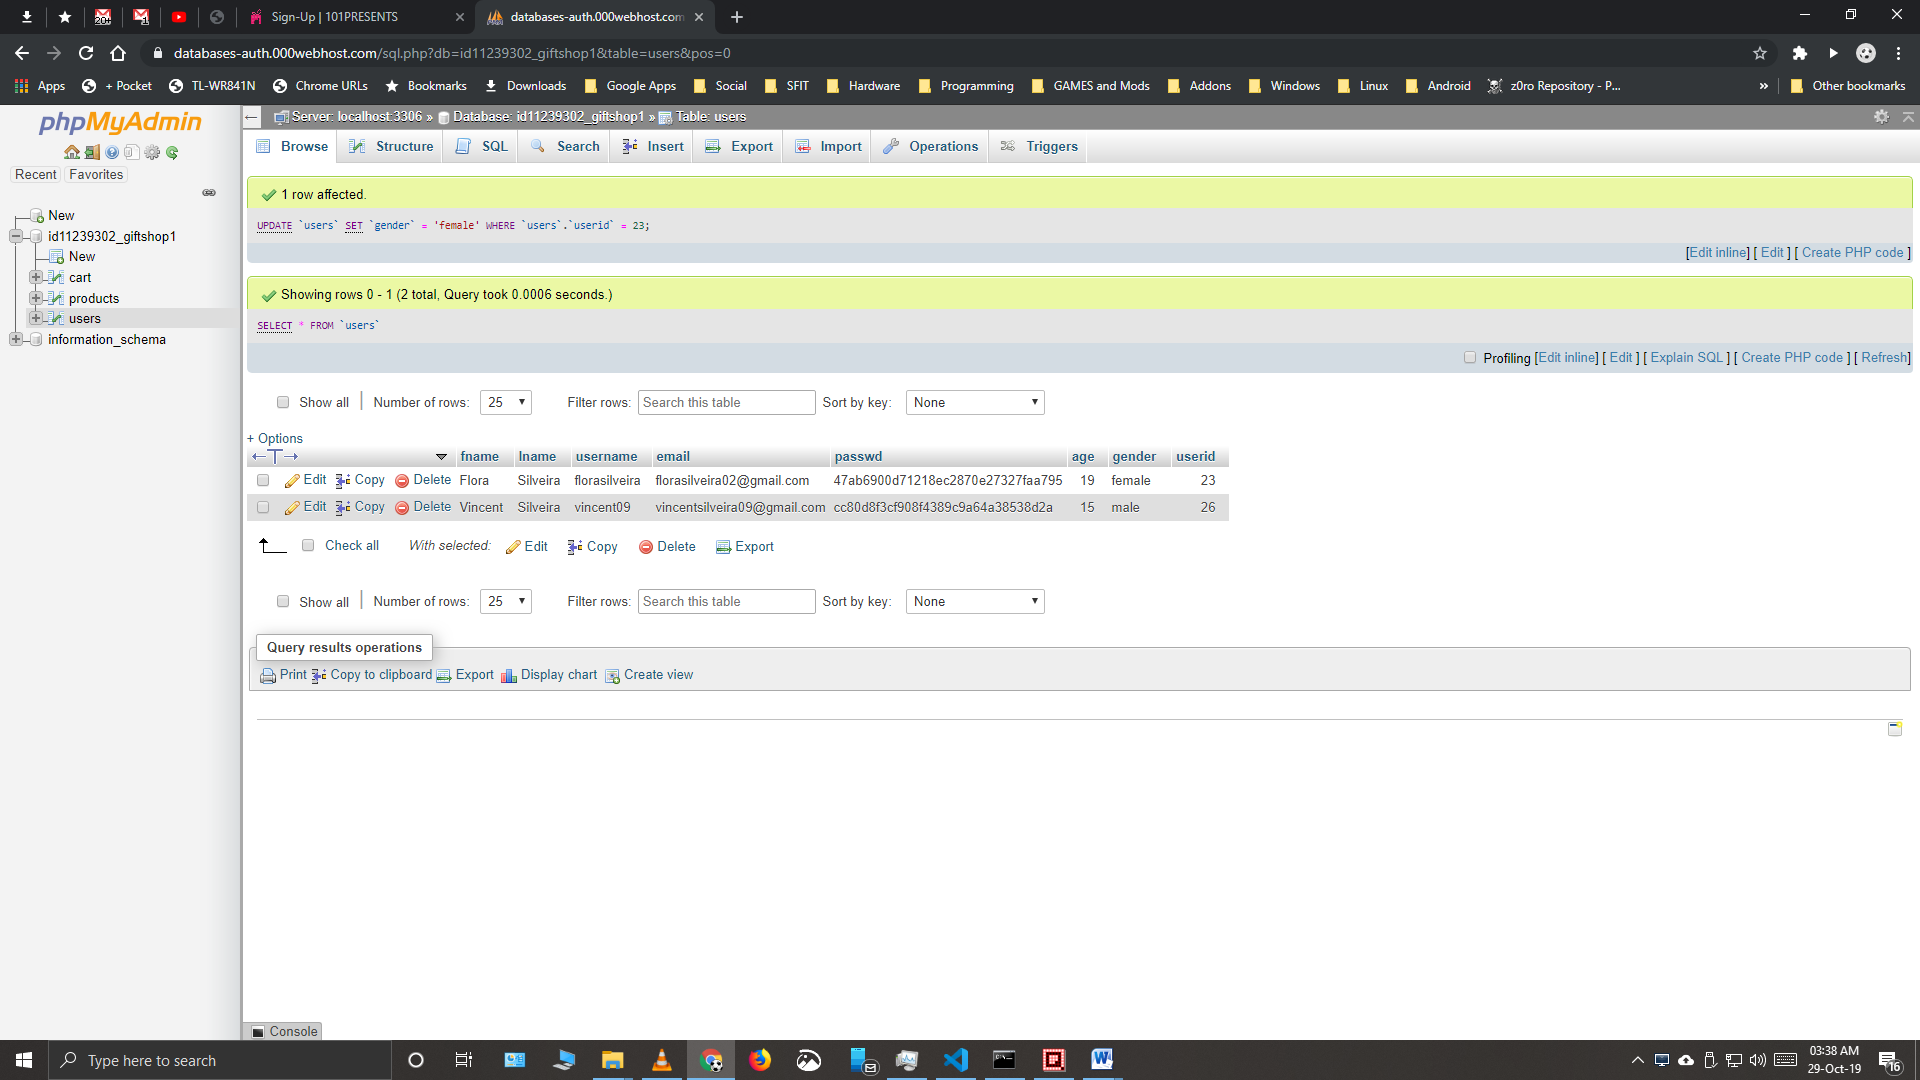 20+
1
Sign-Up | 101PRESENTS
databases-auth.000webhost.com
databases-auth.000webhost.com/sql.php?db=id11239302_giftshop1&table=users&pos=0
Apps
+ Pocket
TL-WR841N
Chrome URLs
Bookmarks
Downloads
Google Apps
Social
SFIT
Hardware
Programming
GAMES and Mods
Addons
Windows
Linux
Android
z0ro Repository - P...
»
Other bookmarks
phpMyAdmin
Recent
Favorites
New
id11239302_giftshop1
New
cart
products
users
information_schema
Server: localhost:3306 » Database: id11239302_giftshop1 » Table: users
Browse
Structure
SQL
Search
Insert
Export
Import
Operations
Triggers
1 row affected.
UPDATE `users` SET `gender` = 'female' WHERE `users`.`userid` = 23;
[Edit inline] [ Edit ] [ Create PHP code ]
Showing rows 0 - 1 (2 total, Query took 0.0006 seconds.)
SELECT * FROM `users`
Profiling [Edit inline] [ Edit ] [ Explain SQL ] [ Create PHP code ] [ Refresh]
Show all | Number of rows: 25 Filter rows: Search this table Sort by key: None
+ Options
fname lname username email passwd age gender userid
Edit Copy Delete Flora Silveira florasilveira florasilveira02@gmail.com 47ab6900d71218ec2870e27327faa795 19 female 23
Edit Copy Delete Vincent Silveira vincent09 vincentsilveira09@gmail.com cc80d8f3cf908f4389c9a64a38538d2a 15 male 26
Check all With selected: Edit Copy Delete Export
Show all | Number of rows: 25 Filter rows: Search this table Sort by key: None
Query results operations
Print Copy to clipboard Export Display chart Create view
Console
Type here to search
03:38 AM
29-Oct-19
16